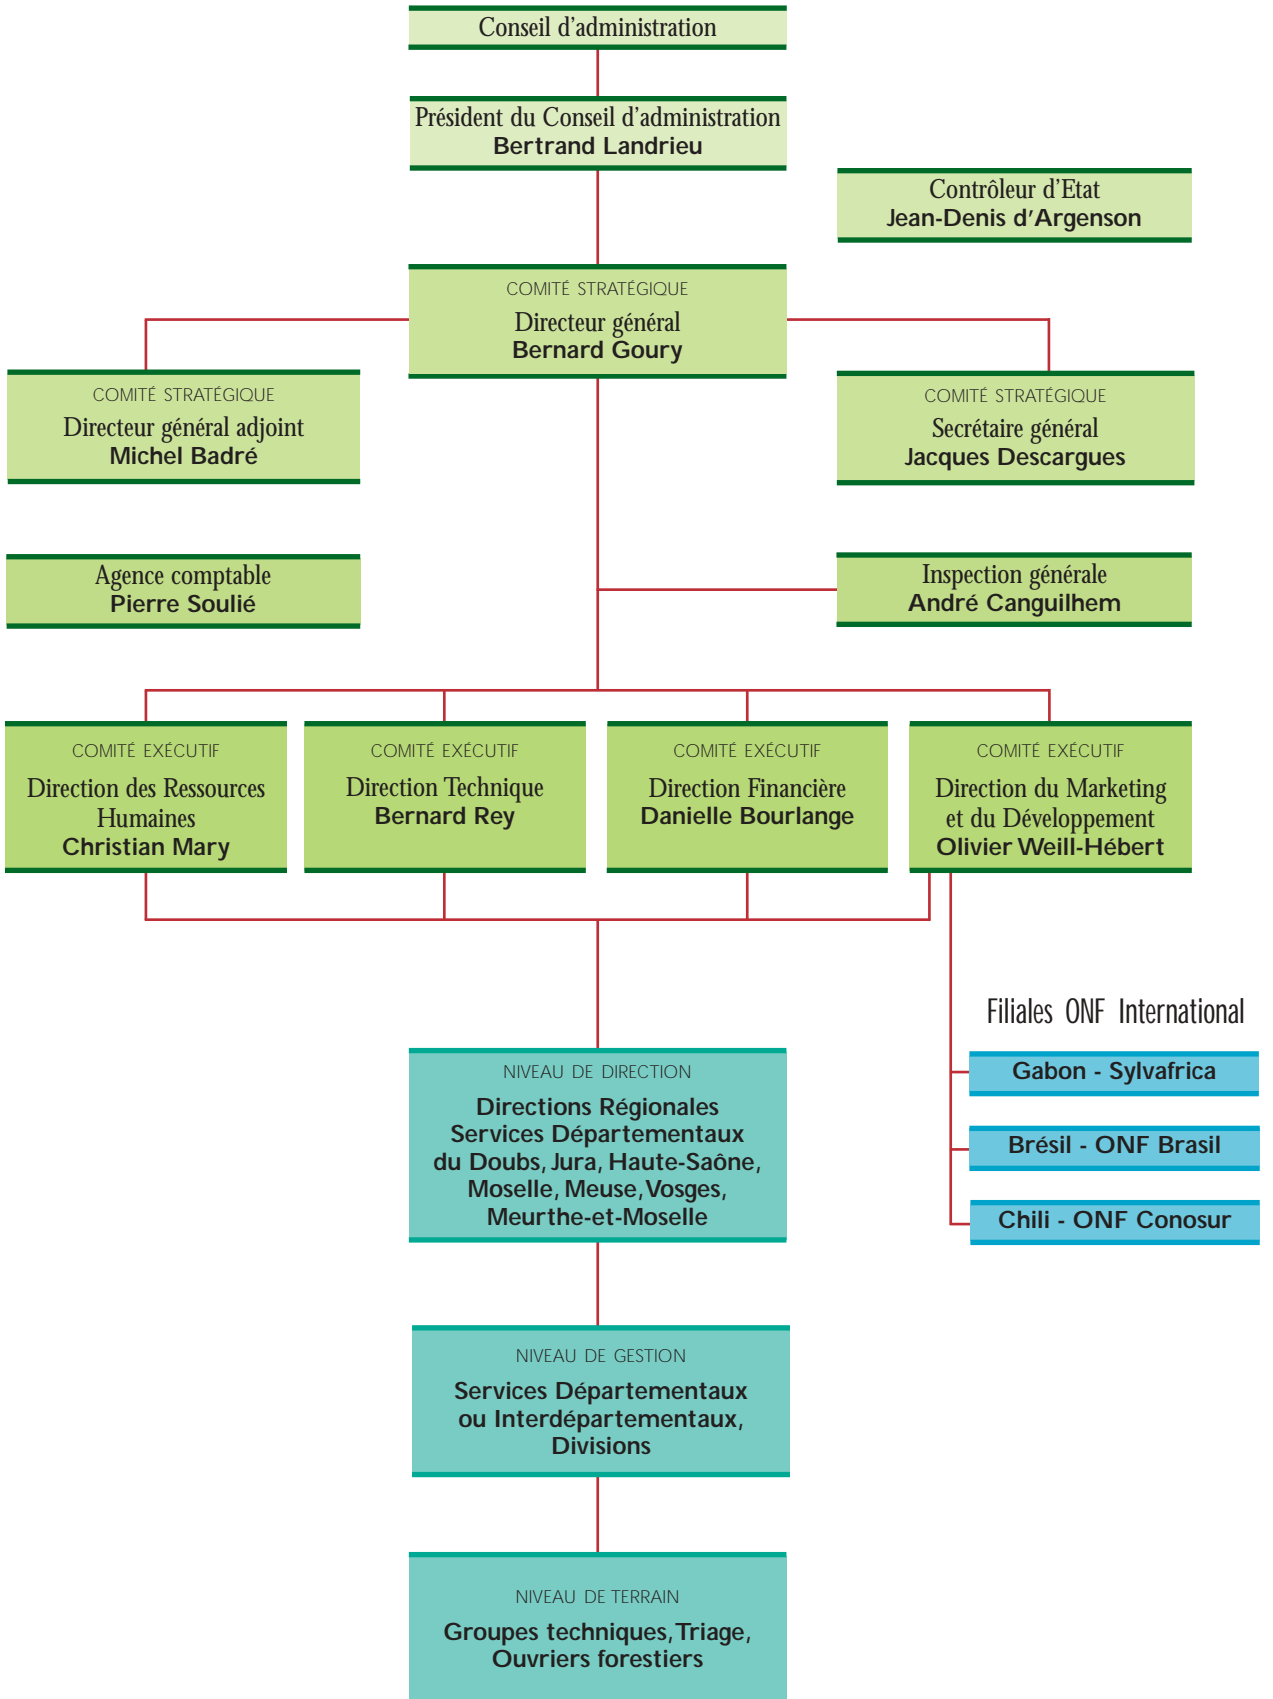 Conseil d'administration
Président du Conseil d'administration
Bertrand Landrieu
Contrôleur d'Etat
Jean-Denis d'Argenson
COMITÉ STRATÉGIQUE
Directeur général
Bernard Goury
COMITÉ STRATÉGIQUE
Directeur général adjoint
Michel Badré
COMITÉ STRATÉGIQUE
Secrétaire général
Jacques Descargues
Agence comptable
Pierre Soulié
Inspection générale
André Canguilhem
COMITÉ EXÉCUTIF
Direction des Ressources
Humaines
Christian Mary
COMITÉ EXÉCUTIF
Direction Technique
Bernard Rey
COMITÉ EXÉCUTIF
Direction Financière
Danielle Bourlange
COMITÉ EXÉCUTIF
Direction du Marketing
et du Développement
Olivier Weill-Hébert
Filiales ONF International
Gabon - Sylvafrica
Brésil - ONF Brasil
Chili - ONF Conosur
NIVEAU DE DIRECTION
Directions Régionales
Services Départementaux
du Doubs, Jura, Haute-Saône,
Moselle, Meuse, Vosges,
Meurthe-et-Moselle
NIVEAU DE GESTION
Services Départementaux
ou Interdépartementaux,
Divisions
NIVEAU DE TERRAIN
Groupes techniques, Triage,
Ouvriers forestiers